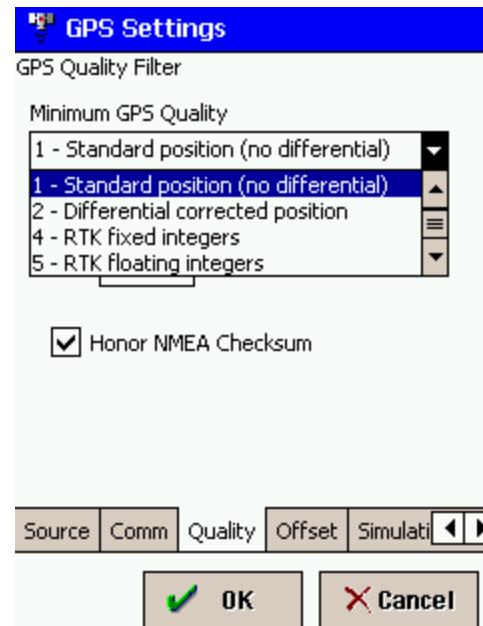 GPS Settings
GPS Quality Filter
Minimum GPS Quality
1 - Standard position (no differential)
1 - Standard position (no differential)
2 - Differential corrected position
4 - RTK fixed integers
5 - RTK floating integers
Honor NMEA Checksum
Source Comm Quality Offset Simulati
OK Cancel